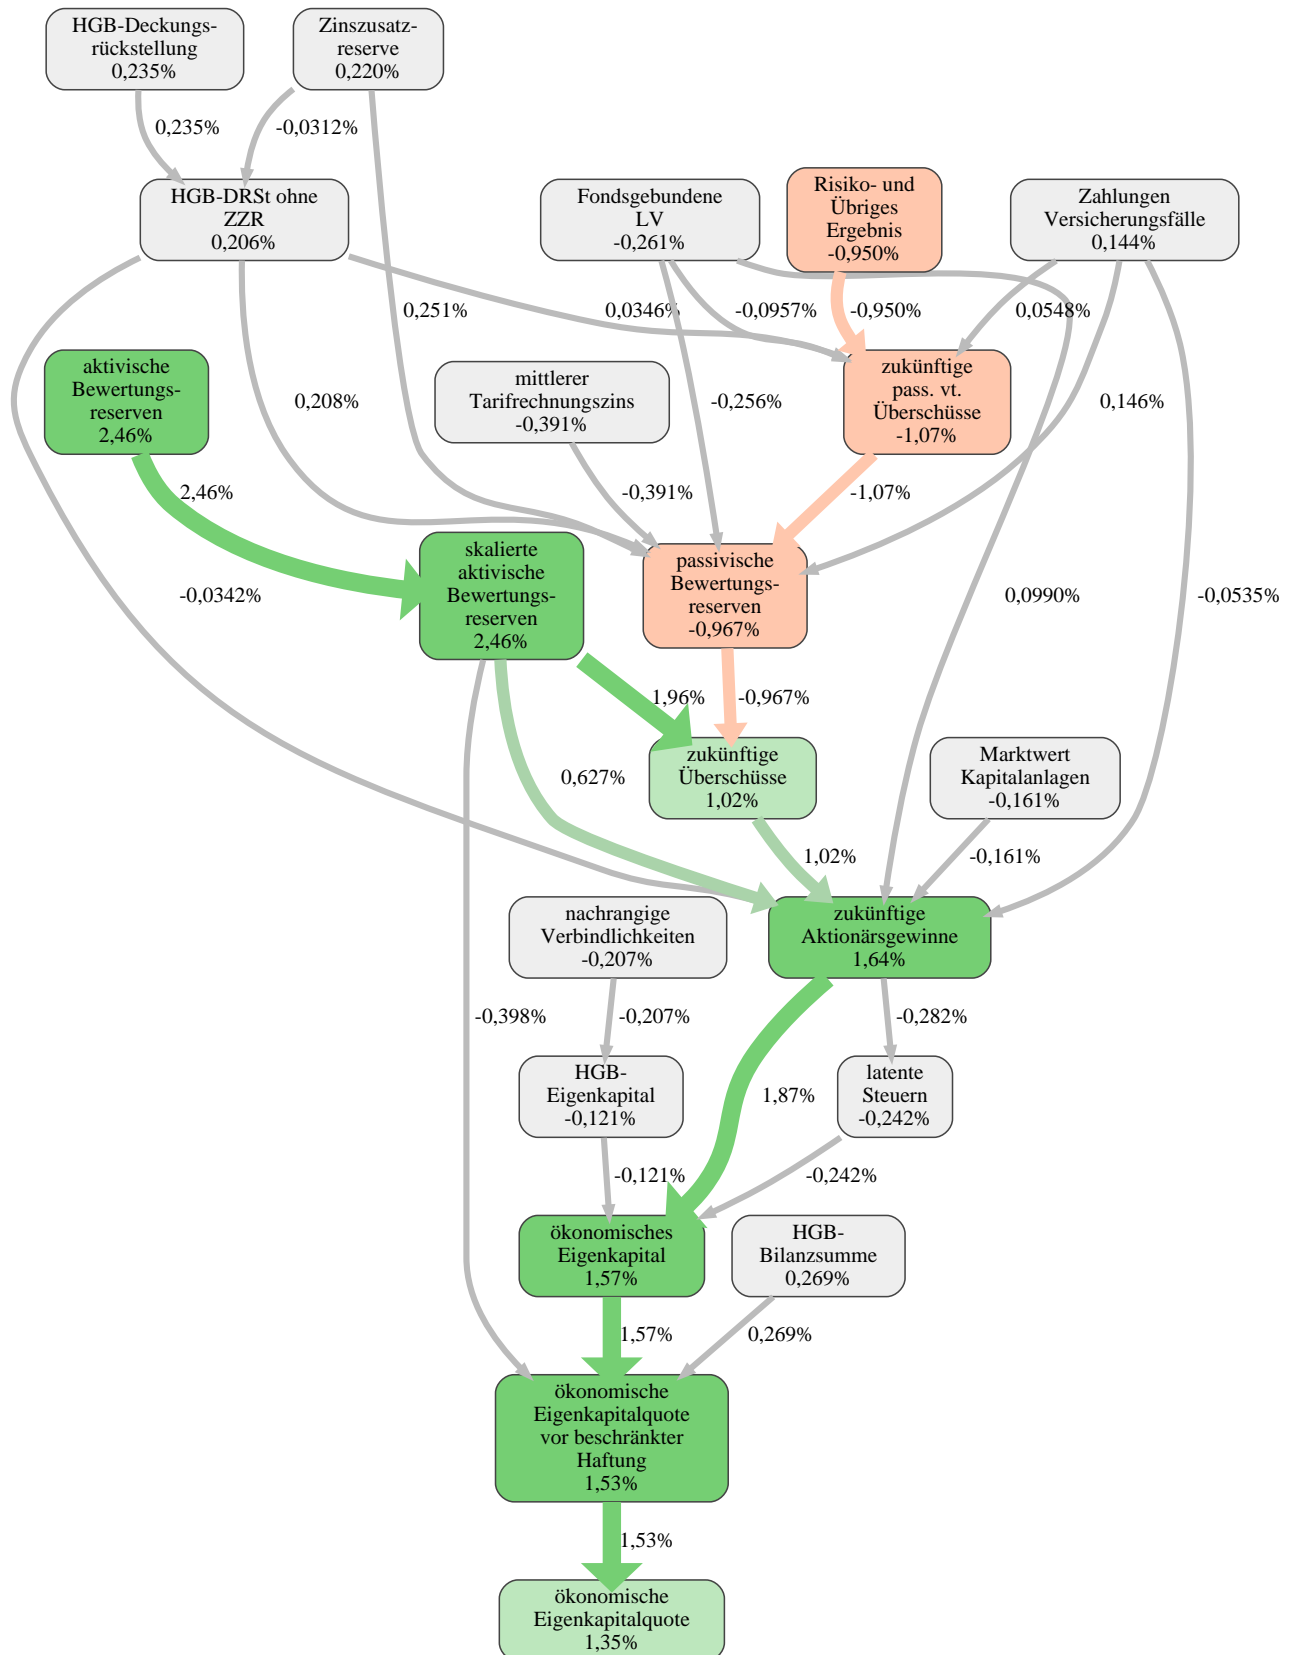 HGB-Deckungs-
rückstellung
0,235%
Zinszusatz-
reserve
0,220%
0,235%
-0,0312%
HGB-DRSt ohne
ZZR
0,206%
Fondsgebundene
LV
-0,261%
Risiko- und
Übriges
Ergebnis
-0,950%
Zahlungen
Versicherungsfälle
0,144%
0,251%
0,0346%
-0,0957%
-0,950%
0,0548%
aktivische
Bewertungs-
reserven
2,46%
0,208%
mittlerer
Tarifrechnungszins
-0,391%
-0,256%
zukünftige
pass. vt.
Überschüsse
-1,07%
0,146%
2,46%
-0,391%
-1,07%
-0,0342%
skalierte
aktivische
Bewertungs-
reserven
2,46%
passivische
Bewertungs-
reserven
-0,967%
0,0990%
-0,0535%
1,96%
-0,967%
0,627%
zukünftige
Überschüsse
1,02%
Marktwert
Kapitalanlagen
-0,161%
1,02%
-0,161%
nachrangige
Verbindlichkeiten
-0,207%
zukünftige
Aktionärsgewinne
1,64%
-0,398%
-0,207%
-0,282%
HGB-
Eigenkapital
-0,121%
1,87%
latente
Steuern
-0,242%
-0,121%
-0,242%
ökonomisches
Eigenkapital
1,57%
HGB-
Bilanzsumme
0,269%
1,57%
0,269%
ökonomische
Eigenkapitalquote
vor beschränkter
Haftung
1,53%
1,53%
ökonomische
Eigenkapitalquote
1,35%